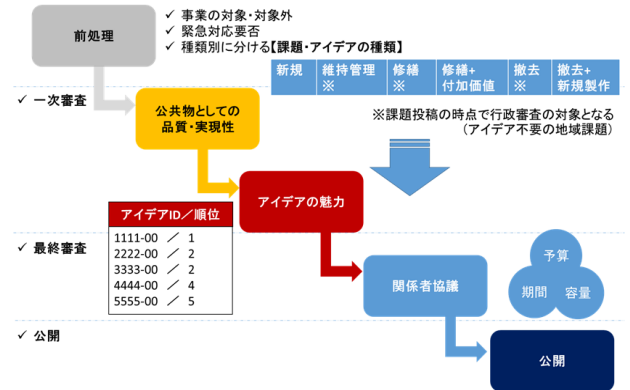 前処理
✓ 事業の対象・対象外
✓ 緊急対応要否
✓ 種類別に分ける【課題・アイデアの種類】
新規
維持管理
※
修繕
※
修繕+
付加価値
撤去
※
撤去+
新規製作
✓ 一次審査
公共物としての
品質・実現性
※課題投稿の時点で行政審査の対象となる
（アイデア不要の地域課題）
アイデアの魅力
アイデアID／順位
1111-00 ／ 1
2222-00 ／ 2
3333-00 ／ 2
4444-00 ／ 4
5555-00 ／ 5
✓ 最終審査
関係者協議
予算
期間
容量
✓ 公開
公開